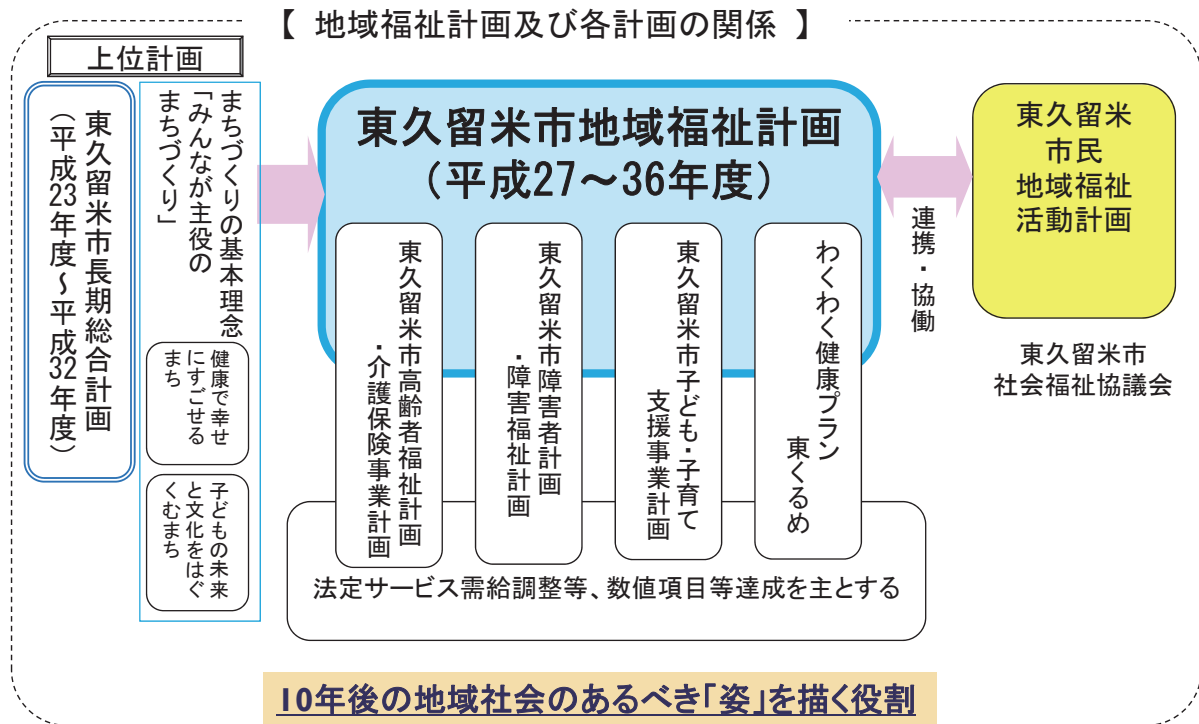 【 地域福祉計画及び各計画の関係 】
上位計画
東久留米市長期総合計画
（平成23年度～平成32年度）
まちづくりの基本理念
「みんなが主役の
まちづくり」
健康で幸せ
にすごせる
まち
子どもの未来
と文化をはぐ
くむまち
東久留米市地域福祉計画
（平成27～36年度）
東久留米市高齢者福祉計画
・介護保険事業計画
東久留米市障害者計画
・障害福祉計画
東久留米市子ども・子育て
支援事業計画
わくわく健康プラン
東くるめ
法定サービス需給調整等、数値項目等達成を主とする
連携・協働
東久留米
市民
地域福祉
活動計画
東久留米市
社会福祉協議会
10年後の地域社会のあるべき「姿」を描く役割